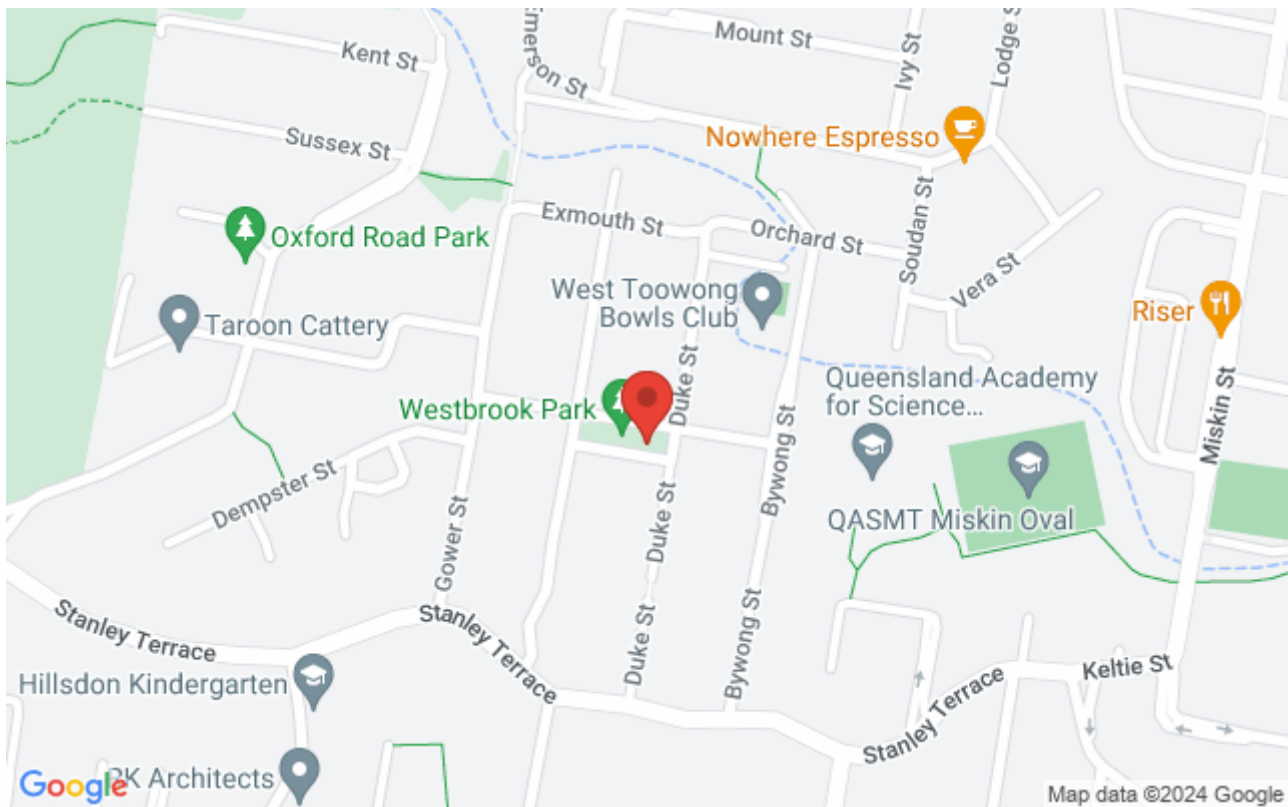 Kent St
Emerson St
Mount St
Ivy St
Lodge S
Sussex St
Nowhere Espresso
Exmouth St
Orchard St
Soudan St
Vera St
Oxford Road Park
West Toowong
Bowls Club
Riser
Taroon Cattery
Duke St
Queensland Academy
for Science...
Miskin St
Westbrook Park
Bywong St
Dempster St
QASMT Miskin Oval
Gower St
Duke St
Stanley Terrace
Stanley Terrace
Duke St
Bywong St
Keltie St
Hillsdon Kindergarten
Stanley Terrace
PK Architects
Google
Map data ©2024 Google